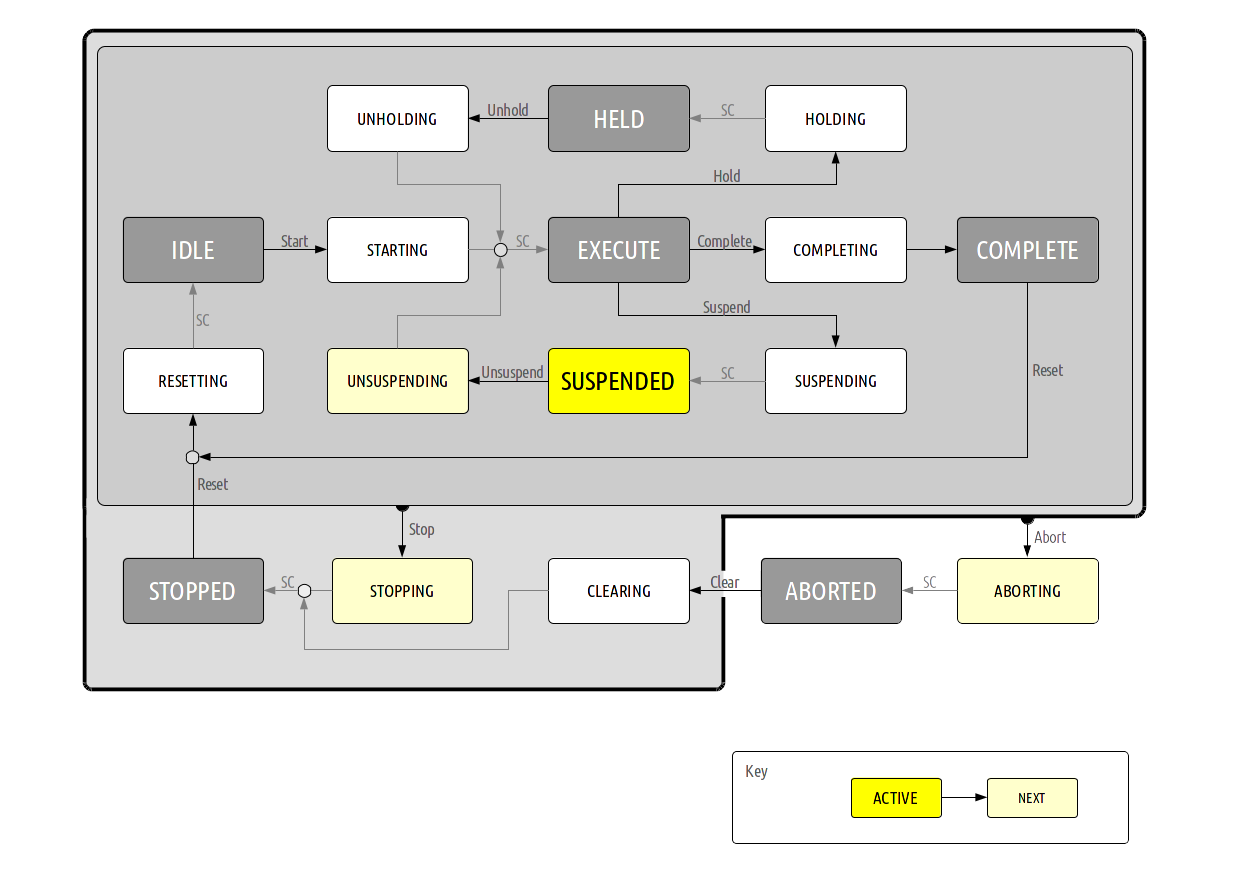 UNHOLDING
Unhold
HELD
SC
HOLDING
Hold
IDLE
Start
STARTING
SC
EXECUTE
Complete
COMPLETING
COMPLETE
Suspend
SC
RESETTING
UNSUSPENDING
Unsuspend
SUSPENDED
SC
SUSPENDING
Reset
Reset
Stop
Abort
STOPPED
SC
STOPPING
CLEARING
Clear
ABORTED
SC
ABORTING
Key
ACTIVE
NEXT